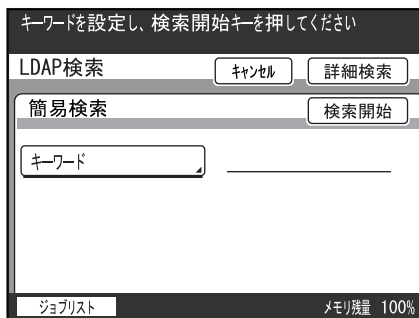 キーワードを設定し、検索開始キーを押してください
LDAP検索 キャンセル 詳細検索
簡易検索 検索開始
キーワード
ジョブリスト メモリ残量 100%